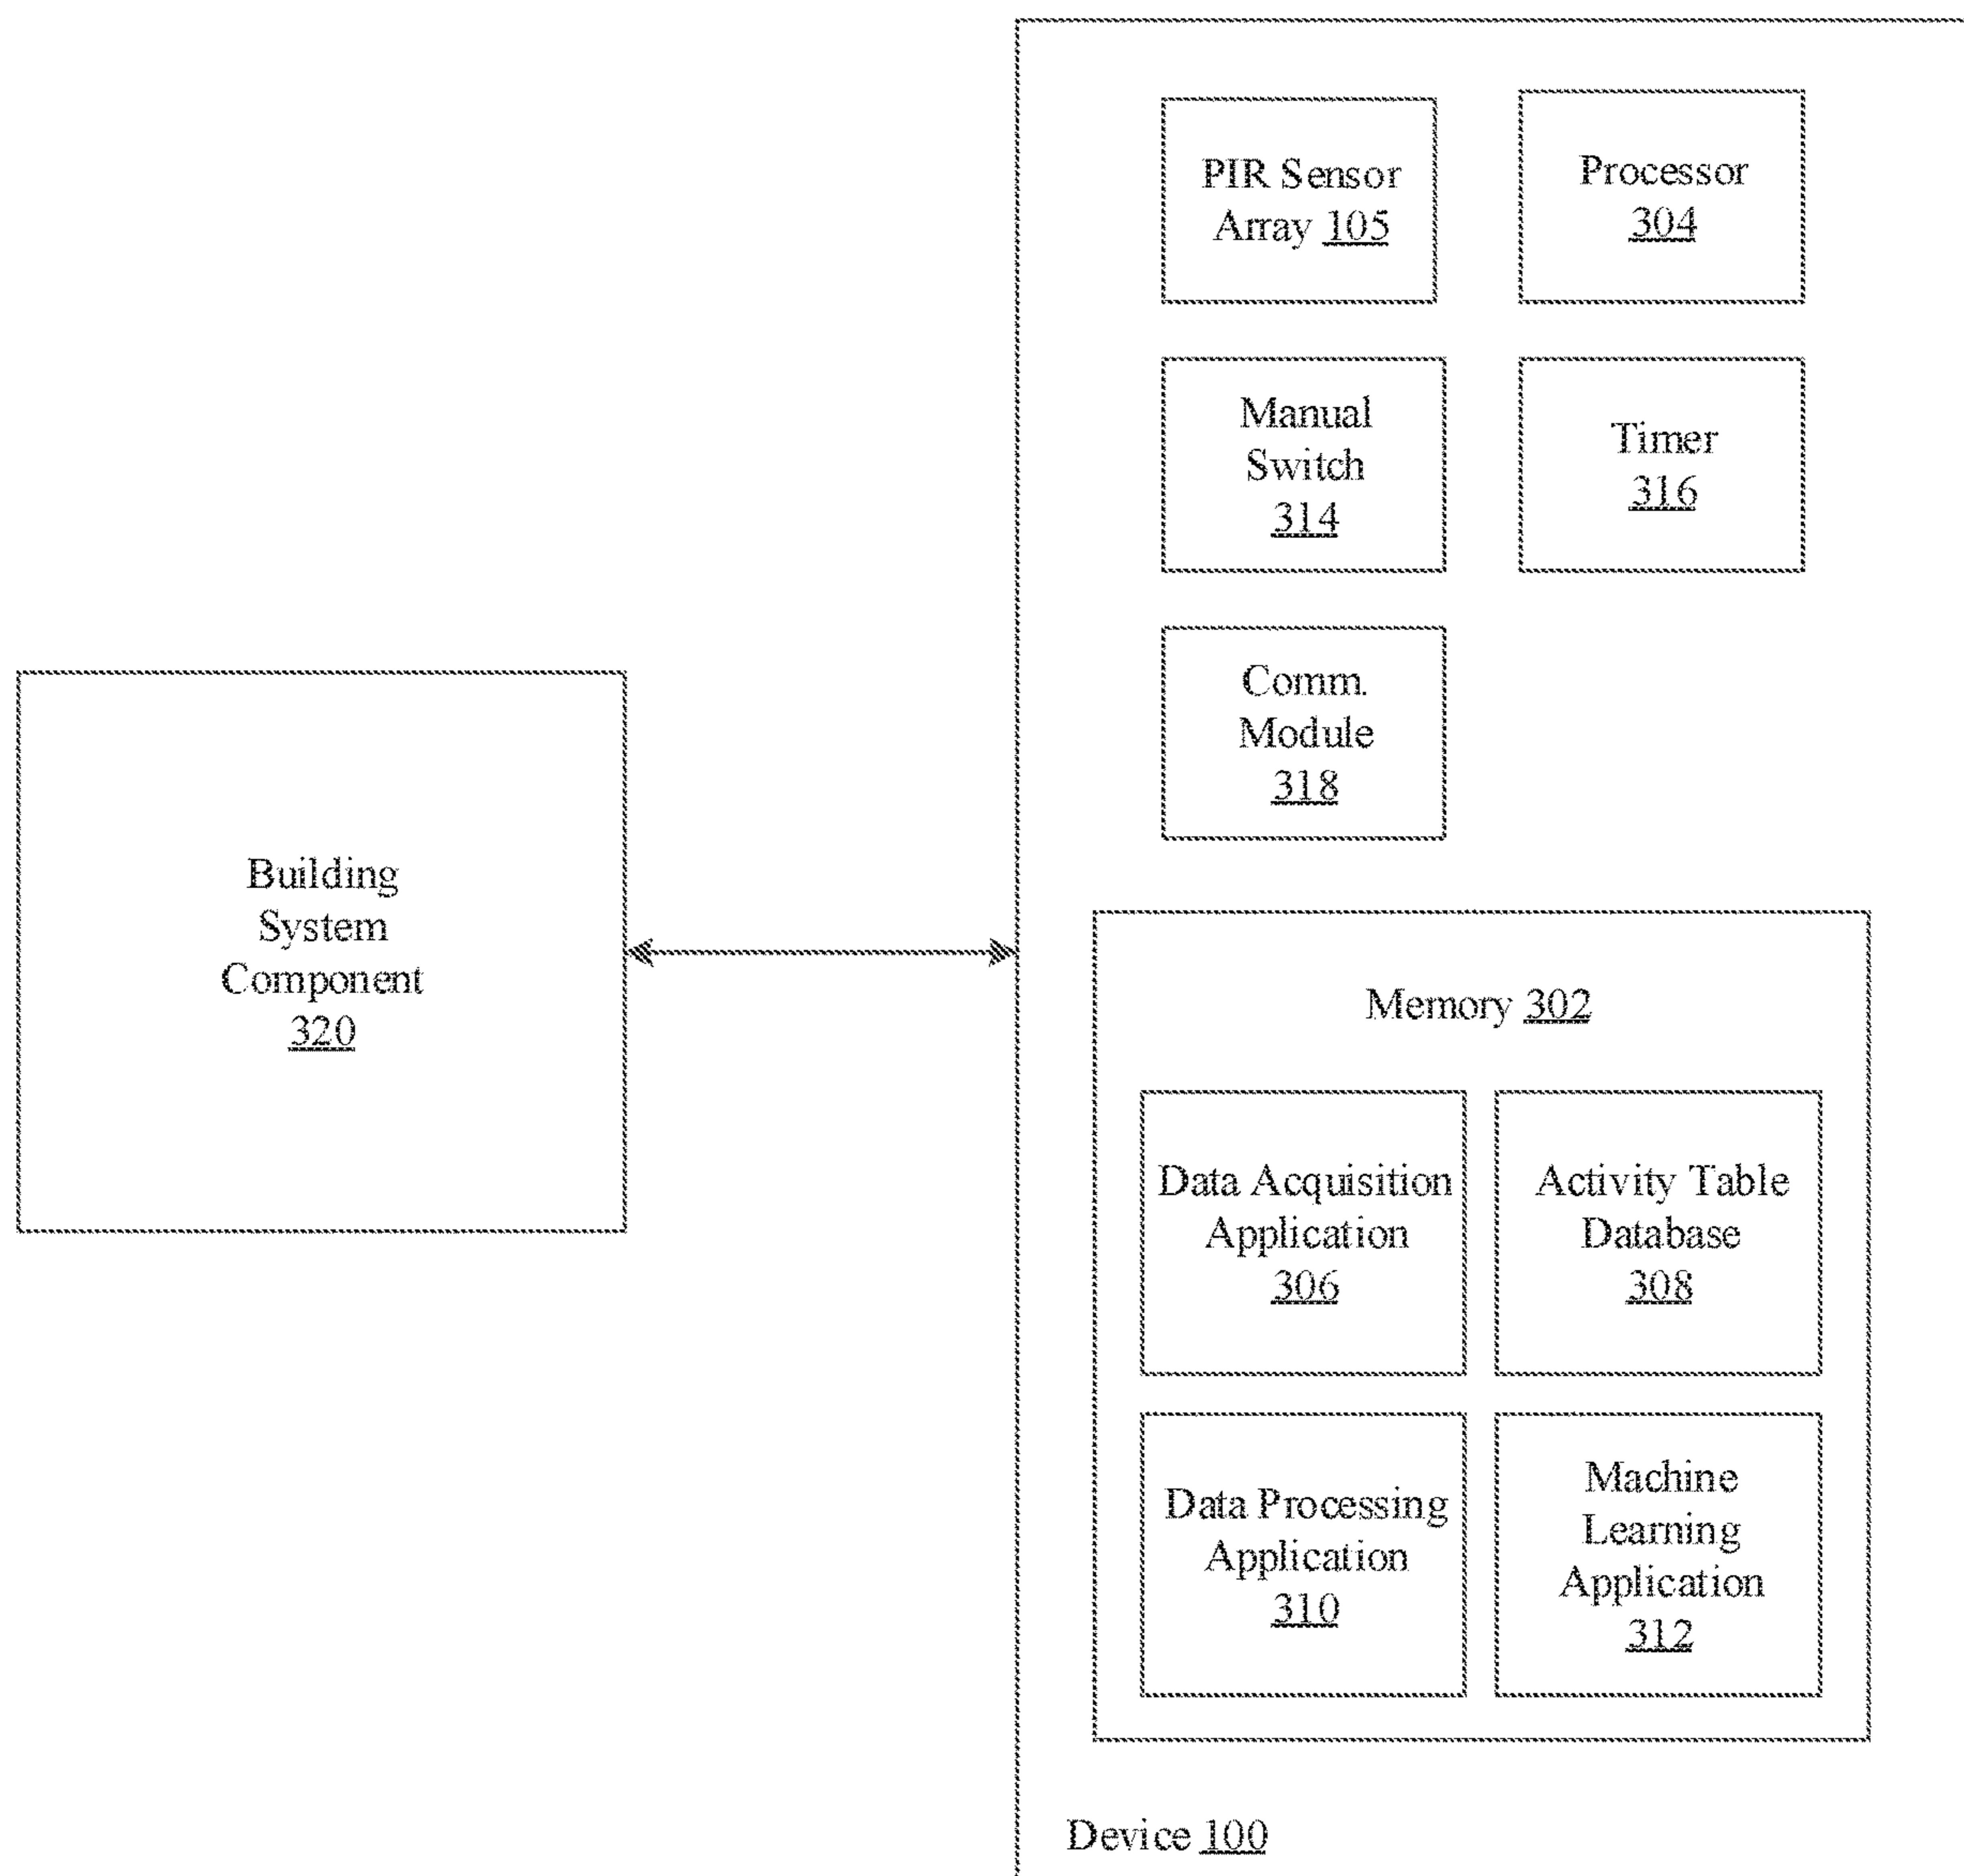 PIR Sensor
Array 105
Processor
304
Manual
Switch
314
Timer
316
Comm.
Module
318
Building
System
Component
320
Memory 302
Data Acquisition
Application
306
Activity Table
Database
308
Data Processing
Application
310
Machine
Learning
Application
312
Device 100